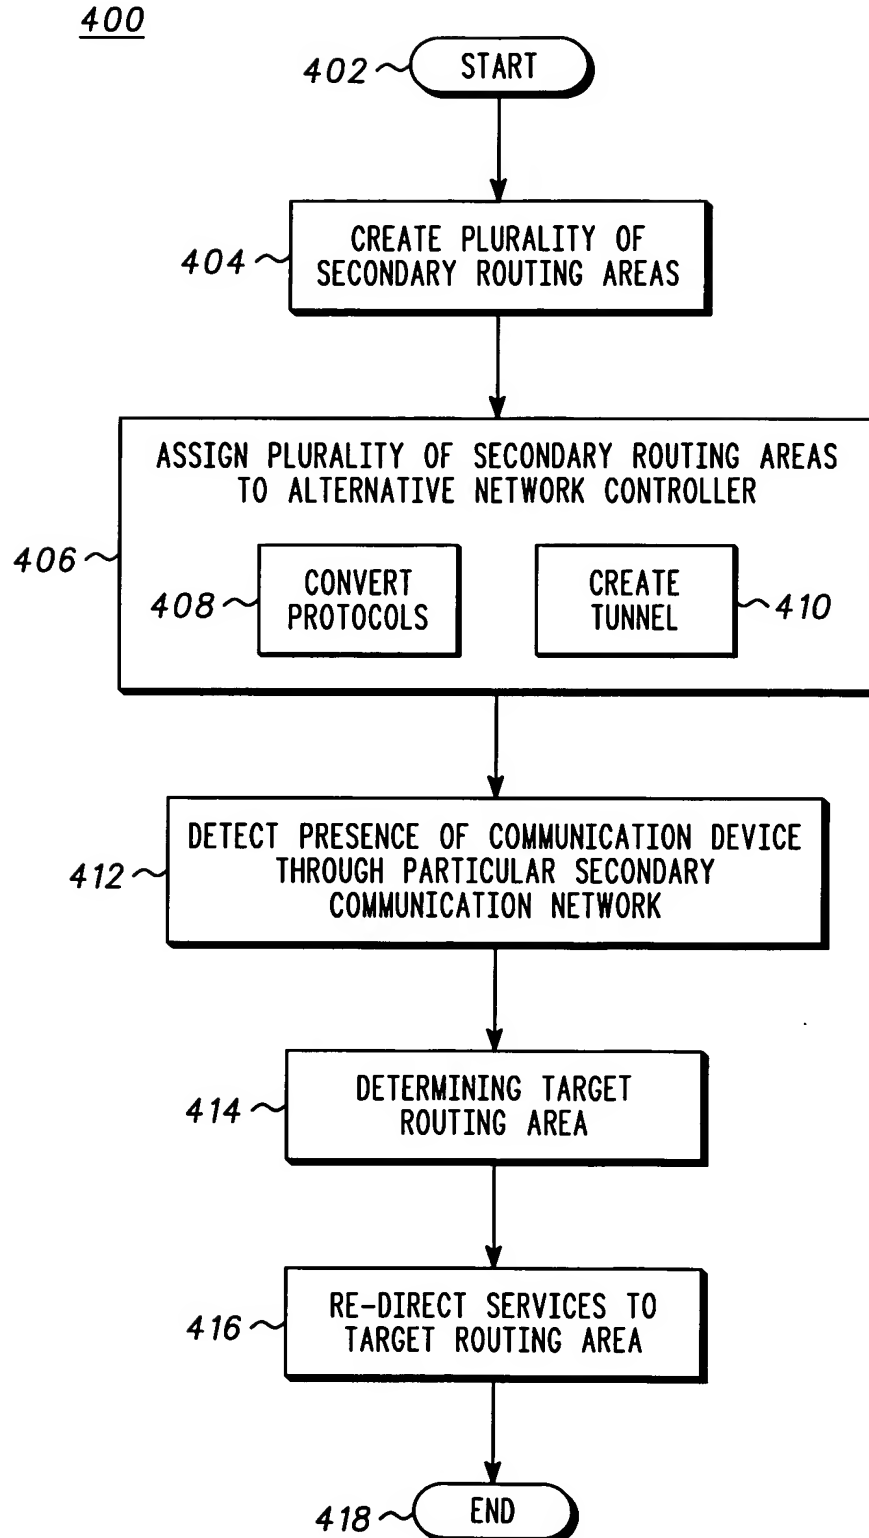 400
402
START
404
CREATE PLURALITY OF
SECONDARY ROUTING AREAS
ASSIGN PLURALITY OF SECONDARY ROUTING AREAS
TO ALTERNATIVE NETWORK CONTROLLER
406
408
CONVERT
PROTOCOLS
CREATE
TUNNEL
410
412
DETECT PRESENCE OF COMMUNICATION DEVICE
THROUGH PARTICULAR SECONDARY
COMMUNICATION NETWORK
414
DETERMINING TARGET
ROUTING AREA
416
RE-DIRECT SERVICES TO
TARGET ROUTING AREA
418
END